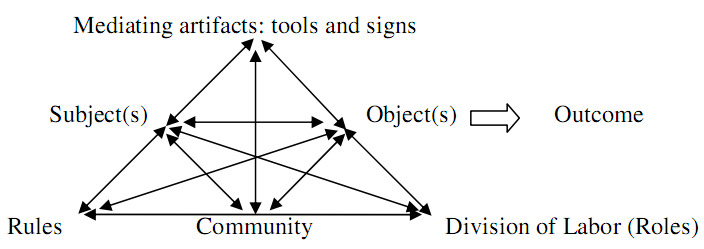 Mediating artifacts: tools and signs
Subject(s)
Object(s)
Outcome
Rules
Community
Division of Labor (Roles)